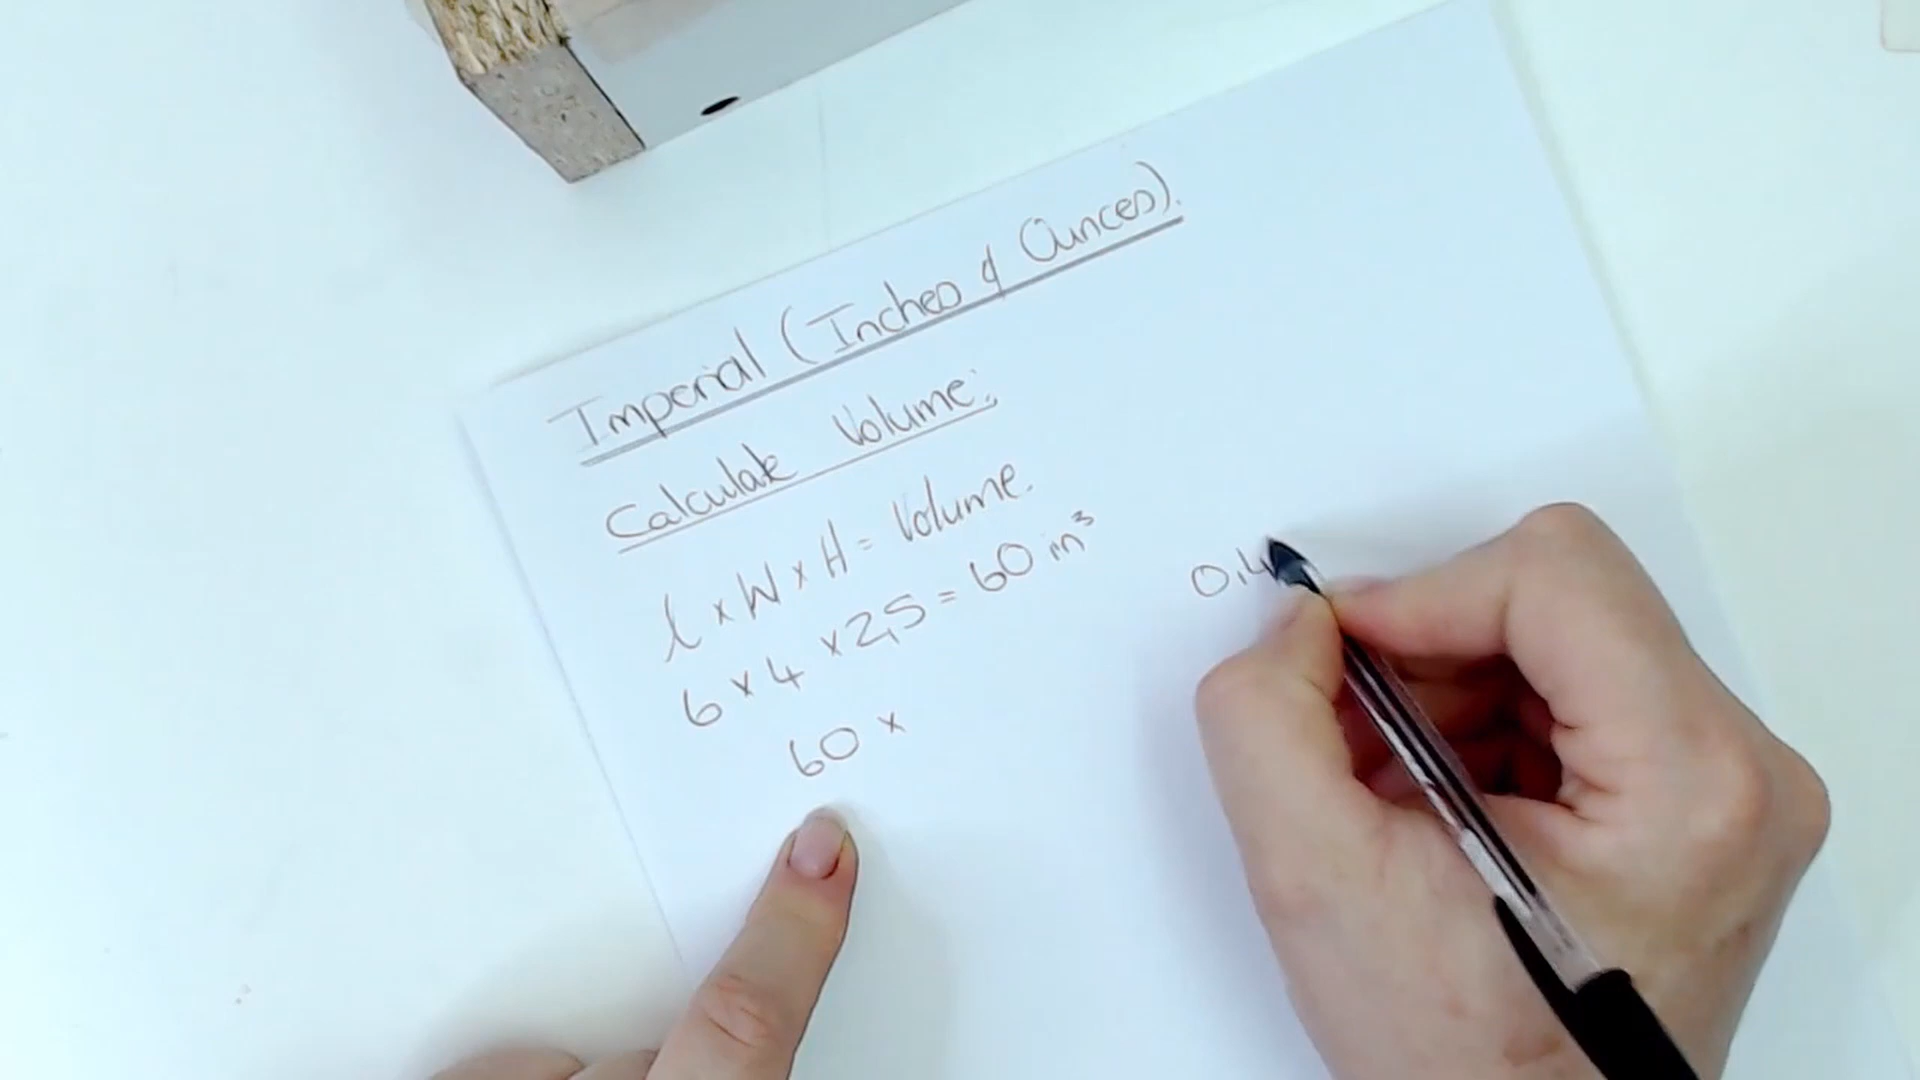 Imperial (Inches & Ounces).
Calculate Volume:
l x W x H = Volume.
6 x 4 x 2,5 = 60 in³
60 x
0,4